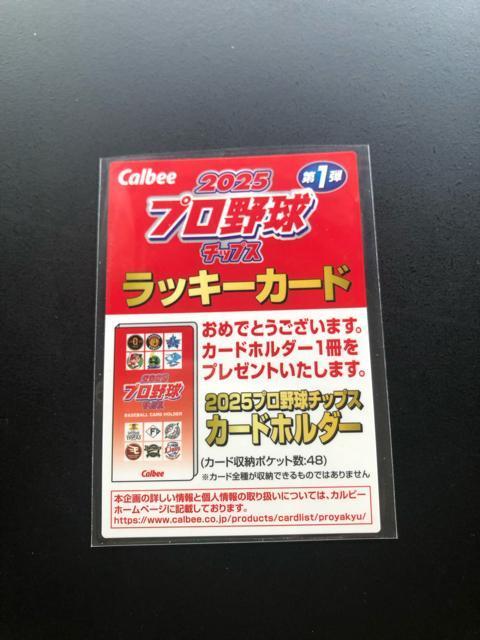 Calbee
2025
第1弾
プロ野球
チップス
ラッキーカード
おめでとうございます。
カードホルダー1冊を
プレゼントいたします。
2025
プロ野球
チップス
BASEBALL CARD HOLDER
Calbee
2025プロ野球チップス
カードホルダー
(カード収納ポケット数:48)
※カード全種が収納できるものではありません
本企画の詳しい情報と個人情報の取り扱いについては、カルビー
ホームページに記載しております。
https://www.calbee.co.jp/products/cardlist/proyakyu/